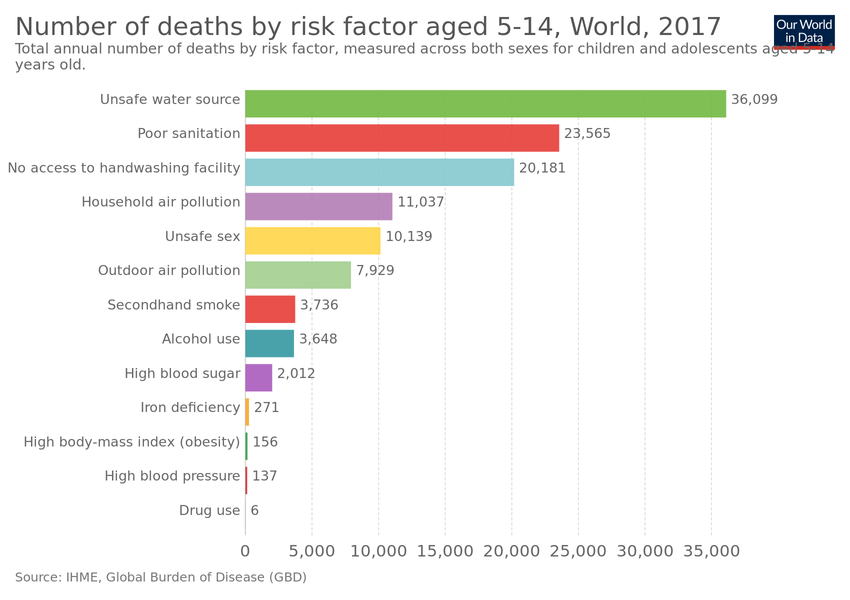 Number of deaths by risk factor aged 5-14, World, 2017
Our World
in Data
Total annual number of deaths by risk factor, measured across both sexes for children and adolescents aged 5-14
years old.
Unsafe water source 36,099
Poor sanitation 23,565
No access to handwashing facility 20,181
Household air pollution 11,037
Unsafe sex 10,139
Outdoor air pollution 7,929
Secondhand smoke 3,736
Alcohol use 3,648
High blood sugar 2,012
Iron deficiency 271
High body-mass index (obesity) 156
High blood pressure 137
Drug use 6
0 5,000 10,000 15,000 20,000 25,000 30,000 35,000
Source: IHME, Global Burden of Disease (GBD)